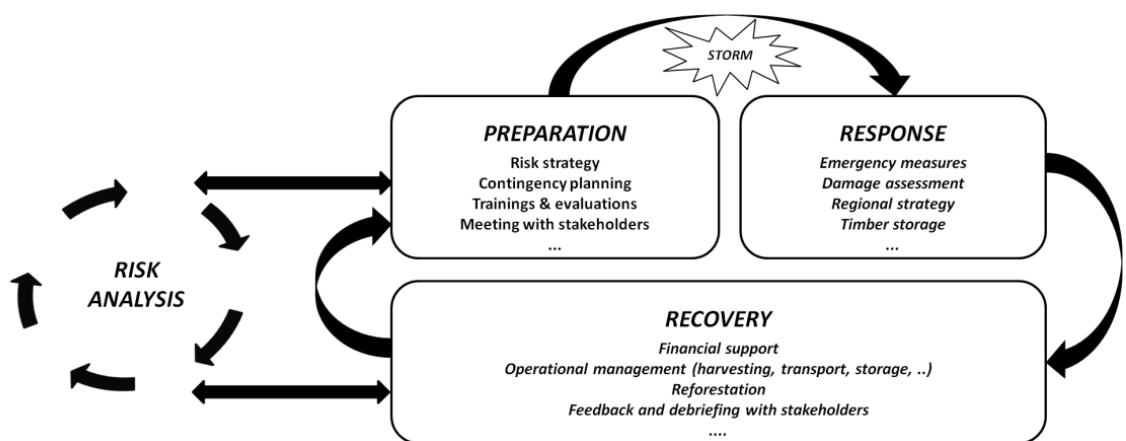 STORM
PREPARATION
Risk strategy
Contingency planning
Trainings & evaluations
Meeting with stakeholders
...
RESPONSE
Emergency measures
Damage assessment
Regional strategy
Timber storage
...
RISK
ANALYSIS
RECOVERY
Financial support
Operational management (harvesting, transport, storage, ..)
Reforestation
Feedback and debriefing with stakeholders
....